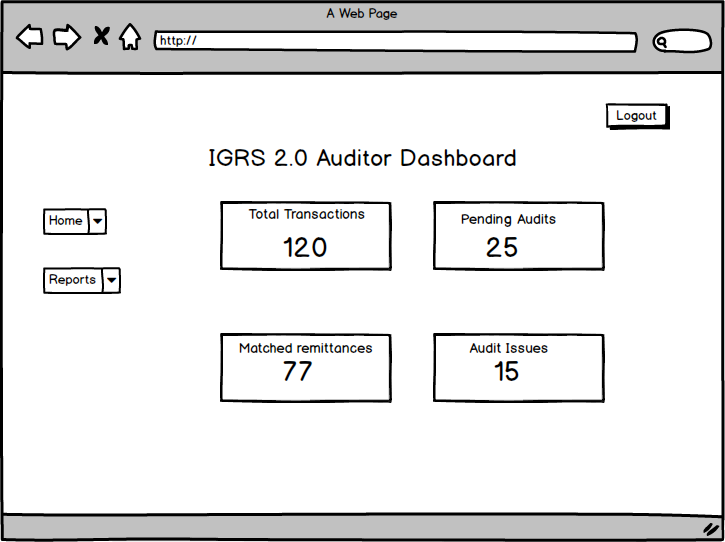 A Web Page
http://
Logout
IGRS 2.0 Auditor Dashboard
Home
Reports
Total Transactions
120
Pending Audits
25
Matched remittances
77
Audit Issues
15